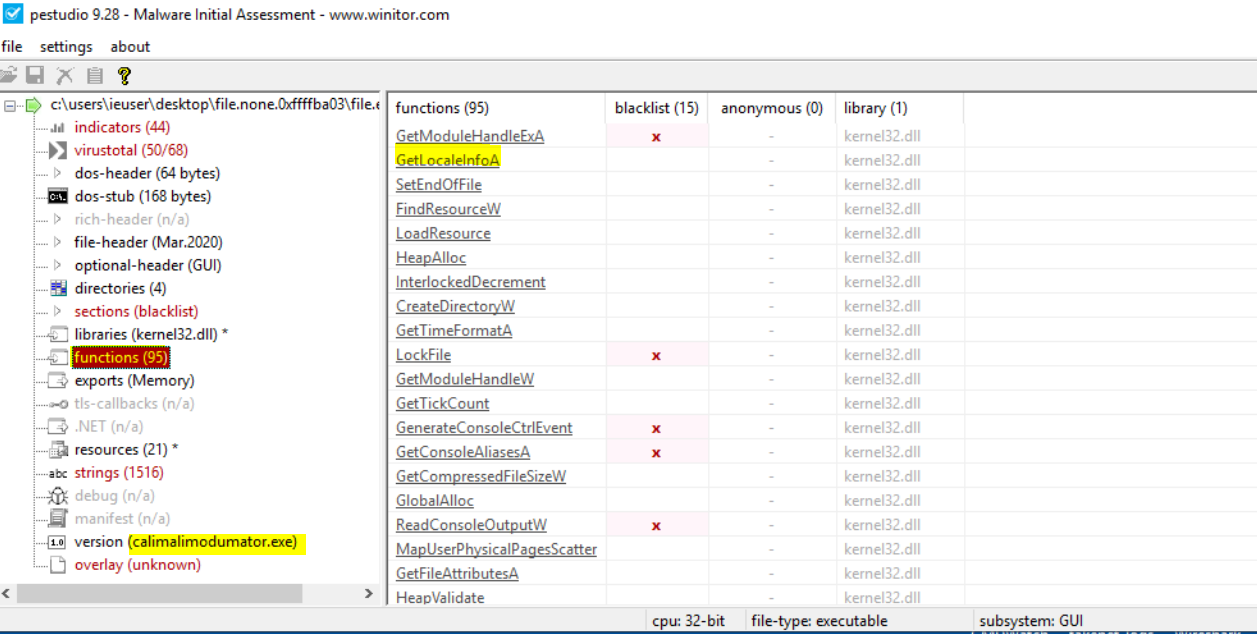 pestudio 9.28 - Malware Initial Assessment - www.winitor.com
file settings about
c:\users\ieuser\desktop\file.none.0xffffba03\file.e
indicators (44)
virustotal (50/68)
dos-header (64 bytes)
dos-stub (168 bytes)
rich-header (n/a)
file-header (Mar.2020)
optional-header (GUI)
directories (4)
sections (blacklist)
libraries (kernel32.dll) *
functions (95)
exports (Memory)
tls-callbacks (n/a)
.NET (n/a)
resources (21) *
abc strings (1516)
debug (n/a)
manifest (n/a)
1.0 version (calimalimodumator.exe)
overlay (unknown)
functions (95) blacklist (15) anonymous (0) library (1)
GetModuleHandleExA x - kernel32.dll
GetLocaleInfoA - kernel32.dll
SetEndOfFile - kernel32.dll
FindResourceW - kernel32.dll
LoadResource - kernel32.dll
HeapAlloc - kernel32.dll
InterlockedDecrement - kernel32.dll
CreateDirectoryW - kernel32.dll
GetTimeFormatA - kernel32.dll
LockFile x - kernel32.dll
GetModuleHandleW - kernel32.dll
GetTickCount - kernel32.dll
GenerateConsoleCtrlEvent x - kernel32.dll
GetConsoleAliasesA x - kernel32.dll
GetCompressedFileSizeW - kernel32.dll
GlobalAlloc - kernel32.dll
ReadConsoleOutputW x - kernel32.dll
MapUserPhysicalPagesScatter - kernel32.dll
GetFileAttributesA - kernel32.dll
HeapValidate - kernel32.dll
cpu: 32-bit file-type: executable subsystem: GUI